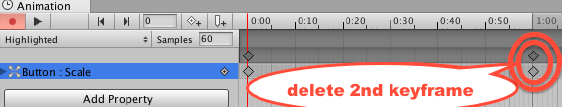 Animation
0
0:00 0:10 0:20 0:30 0:40 0:50 1:00
Highlighted Samples 60
Button : Scale
delete 2nd keyframe
Add Property